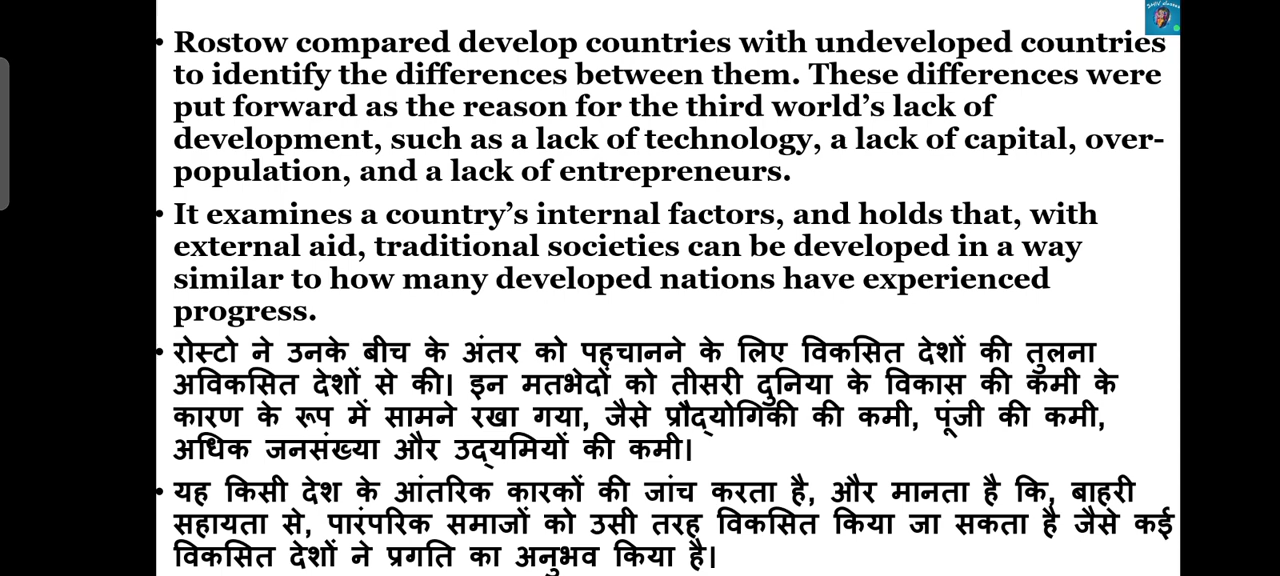 • Rostow compared develop countries with undeveloped countries
to identify the differences between them. These differences were
put forward as the reason for the third world’s lack of
development, such as a lack of technology, a lack of capital, over-
population, and a lack of entrepreneurs.
• It examines a country’s internal factors, and holds that, with
external aid, traditional societies can be developed in a way
similar to how many developed nations have experienced
progress.
• रोस्टो ने उनके बीच के अंतर को पहचानने के लिए विकसित देशों की तुलना
अविकसित देशों से की। इन मतभेदों को तीसरी दुनिया के विकास की कमी के
कारण के रूप में सामने रखा गया, जैसे प्रौद्योगिकी की कमी, पूंजी की कमी,
अधिक जनसंख्या और उद्यमियों की कमी।
• यह किसी देश के आंतरिक कारकों की जांच करता है, और मानता है कि, बाहरी
सहायता से, पारंपरिक समाजों को उसी तरह विकसित किया जा सकता है जैसे कई
विकसित देशों ने प्रगति का अनुभव किया है।